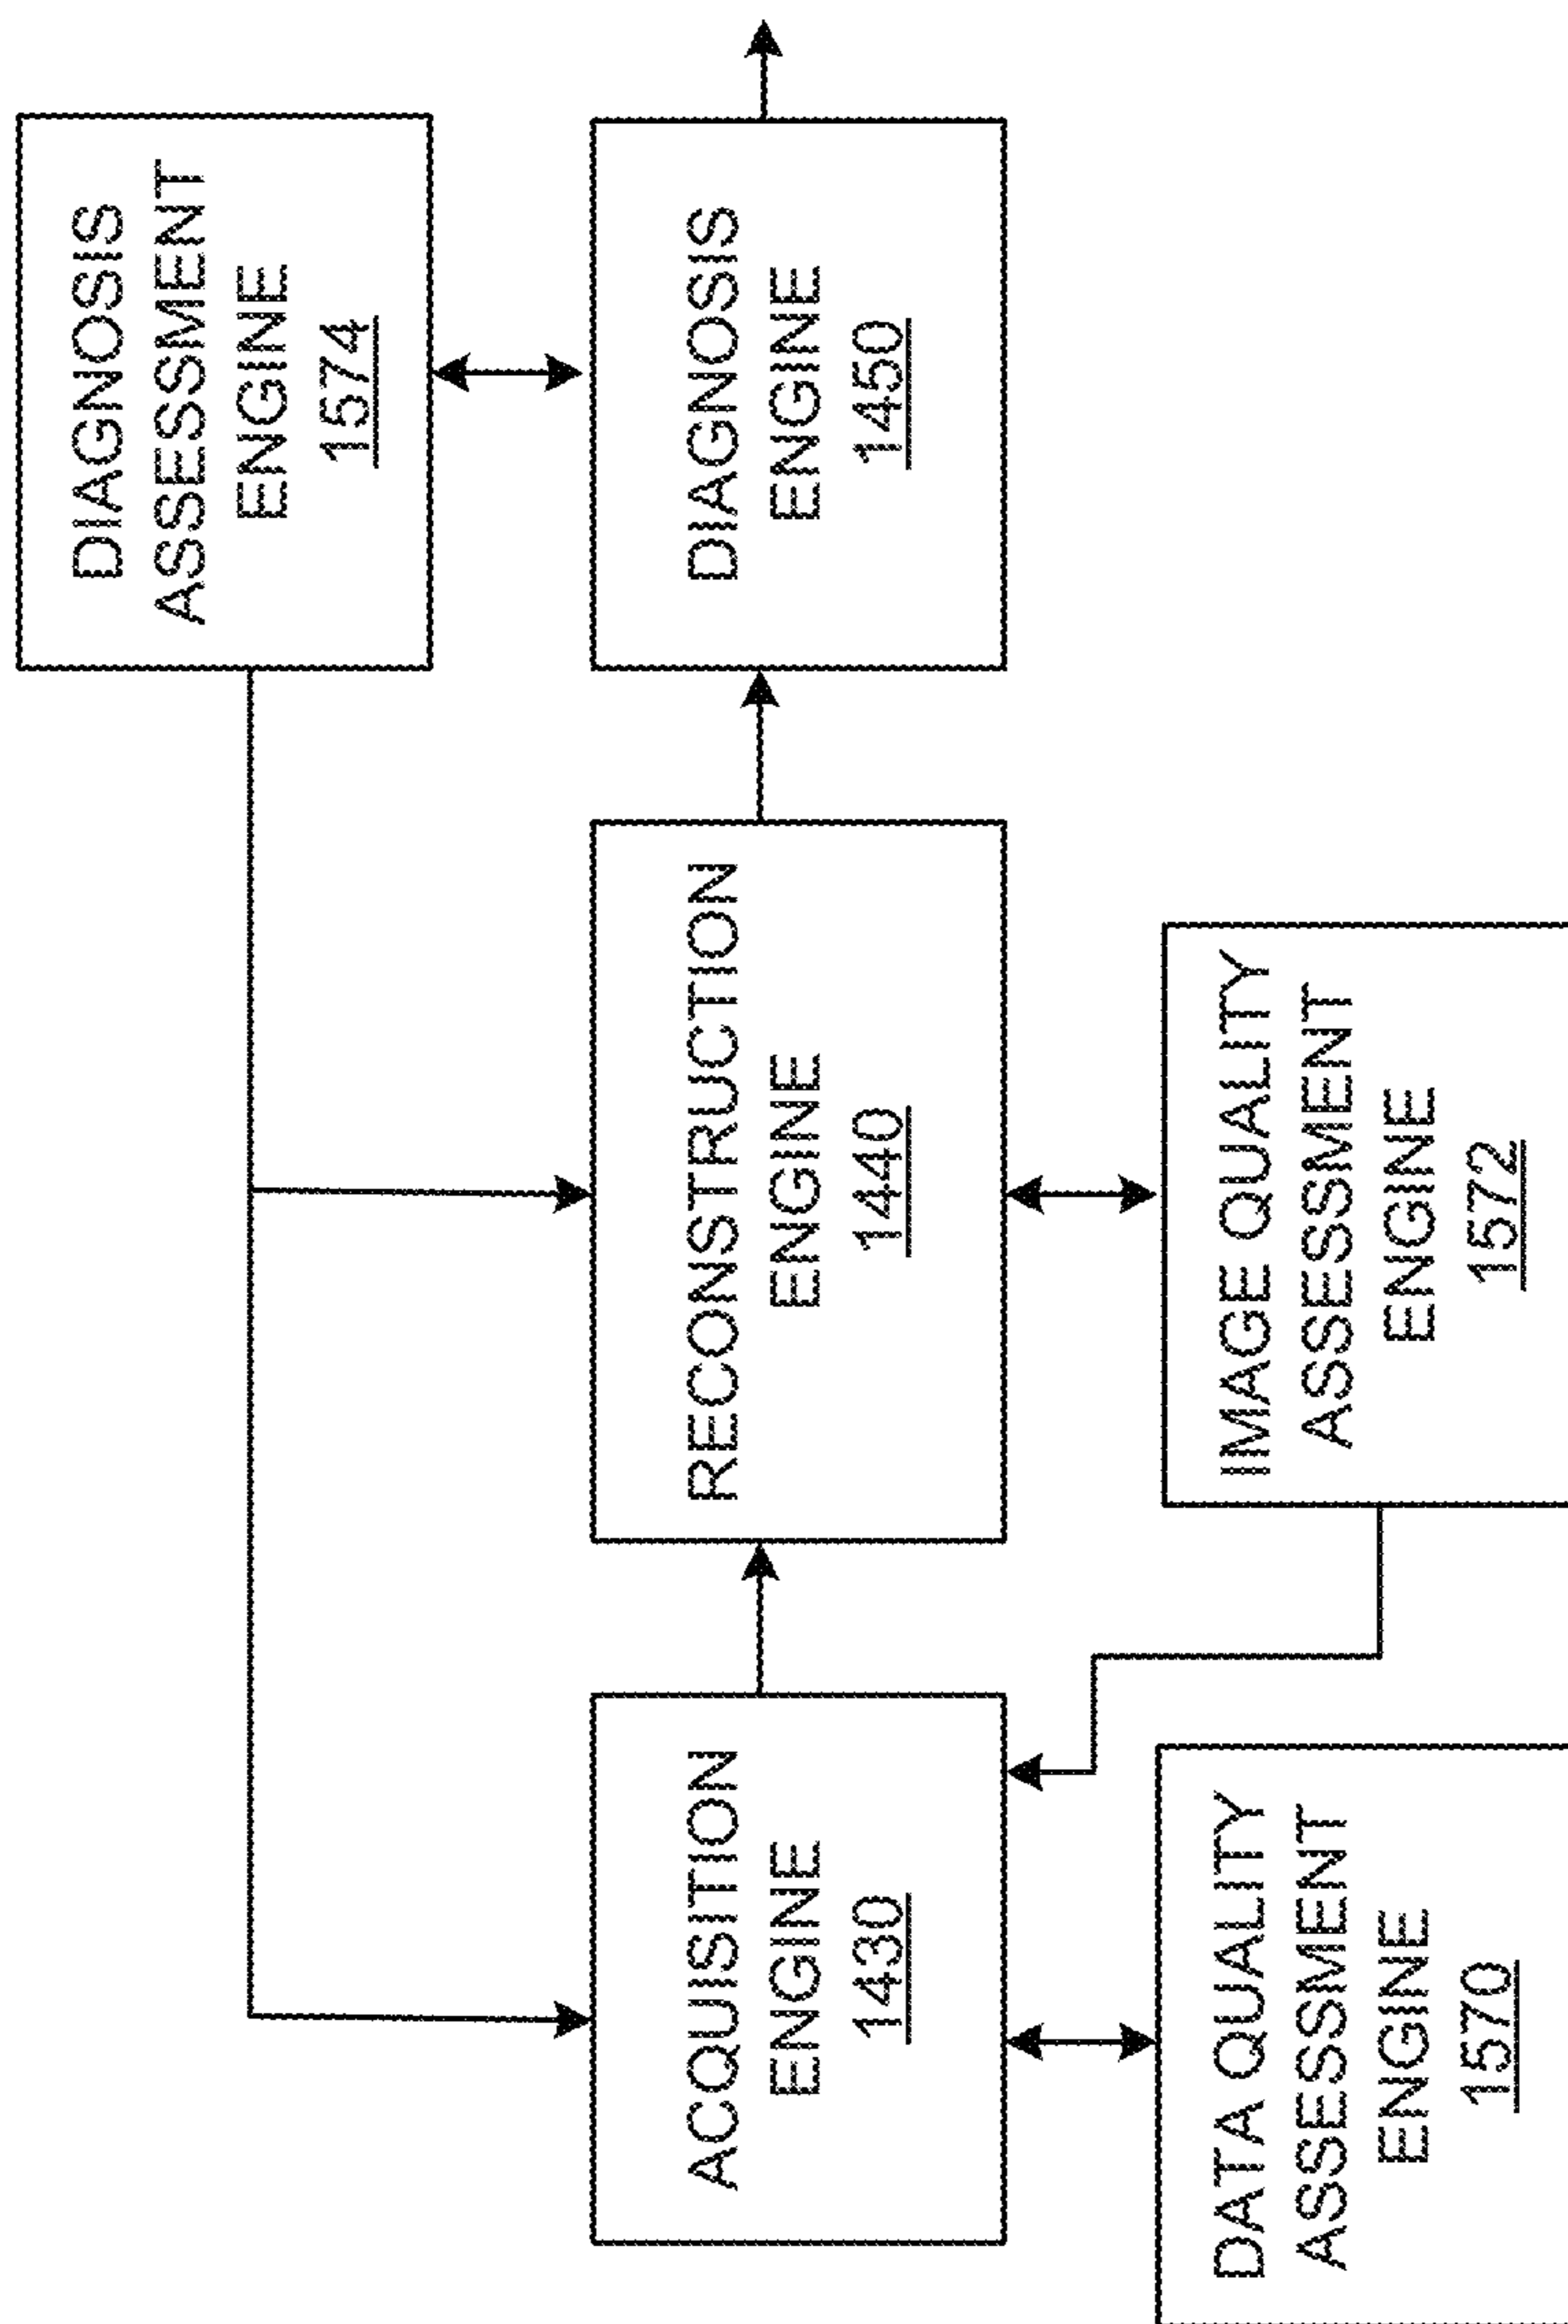 DIAGNOSIS
ASSESSMENT
ENGINE
1574
ACQUISITION
ENGINE
1430
RECONSTRUCTION
ENGINE
1440
DIAGNOSIS
ENGINE
1450
DATA QUALITY
ASSESSMENT
ENGINE
1570
IMAGE QUALITY
ASSESSMENT
ENGINE
1572